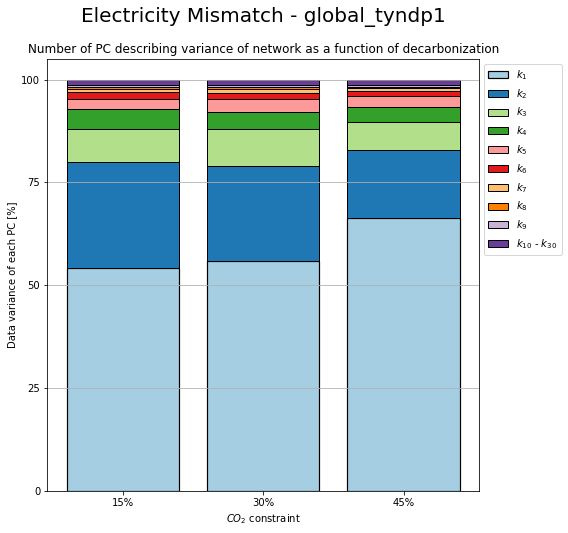 Electricity Mismatch - global_tyndp1
Number of PC describing variance of network as a function of decarbonization
Data variance of each PC [%]
100
75
50
25
0
15%
30%
45%
CO₂ constraint
k₁
k₂
k₃
k₄
k₅
k₆
k₇
k₈
k₉
k₁₀ - k₃₀